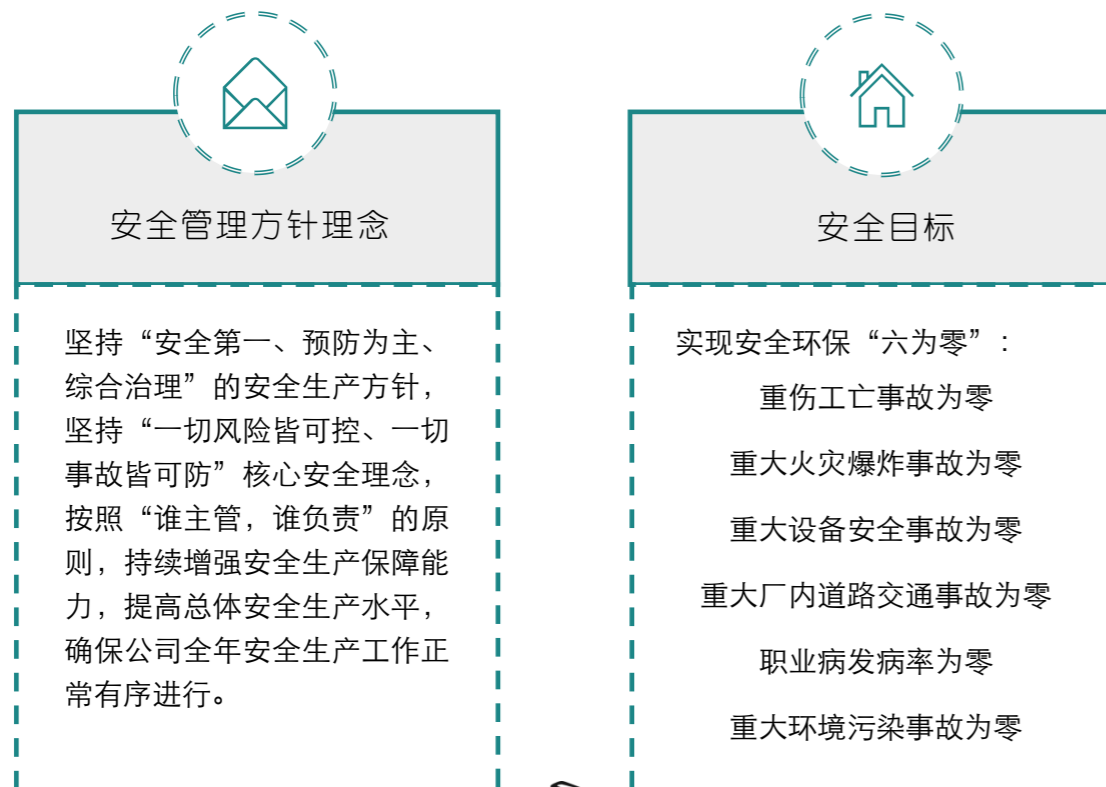 安全管理方针理念
坚持“安全第一、预防为主、
综合治理”的安全生产方针，
坚持“一切风险皆可控、一切
事故皆可防”核心安全理念，
按照“谁主管，谁负责”的原
则，持续增强安全生产保障能
力，提高总体安全生产水平，
确保公司全年安全生产工作正
常有序进行。
安全目标
实现安全环保“六为零”：
重伤工亡事故为零
重大火灾爆炸事故为零
重大设备安全事故为零
重大厂内道路交通事故为零
职业病发病率为零
重大环境污染事故为零